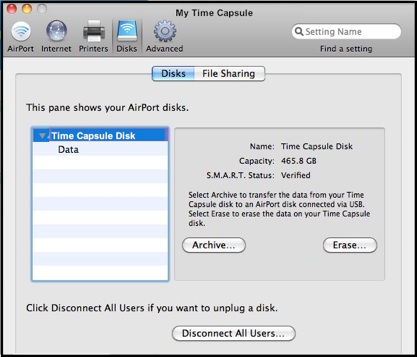 My Time Capsule
AirPort Internet Printers Disks Advanced
Setting Name
Find a setting
Disks File Sharing
This pane shows your AirPort disks.
Time Capsule Disk
Data
Name: Time Capsule Disk
Capacity: 465.8 GB
S.M.A.R.T. Status: Verified
Select Archive to transfer the data from your Time
Capsule disk to an AirPort disk connected via USB.
Select Erase to erase the data on your Time Capsule
disk.
Archive... Erase...
Click Disconnect All Users if you want to unplug a disk.
Disconnect All Users...